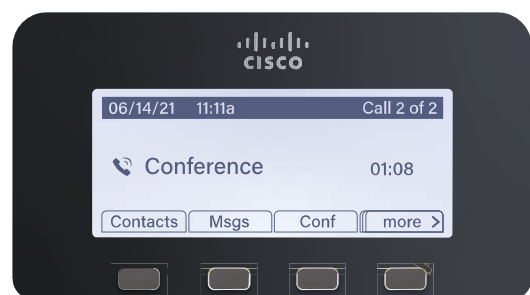 CISCO
06/14/21 11:11a Call 2 of 2
Conference 01:08
Contacts Msgs Conf more >